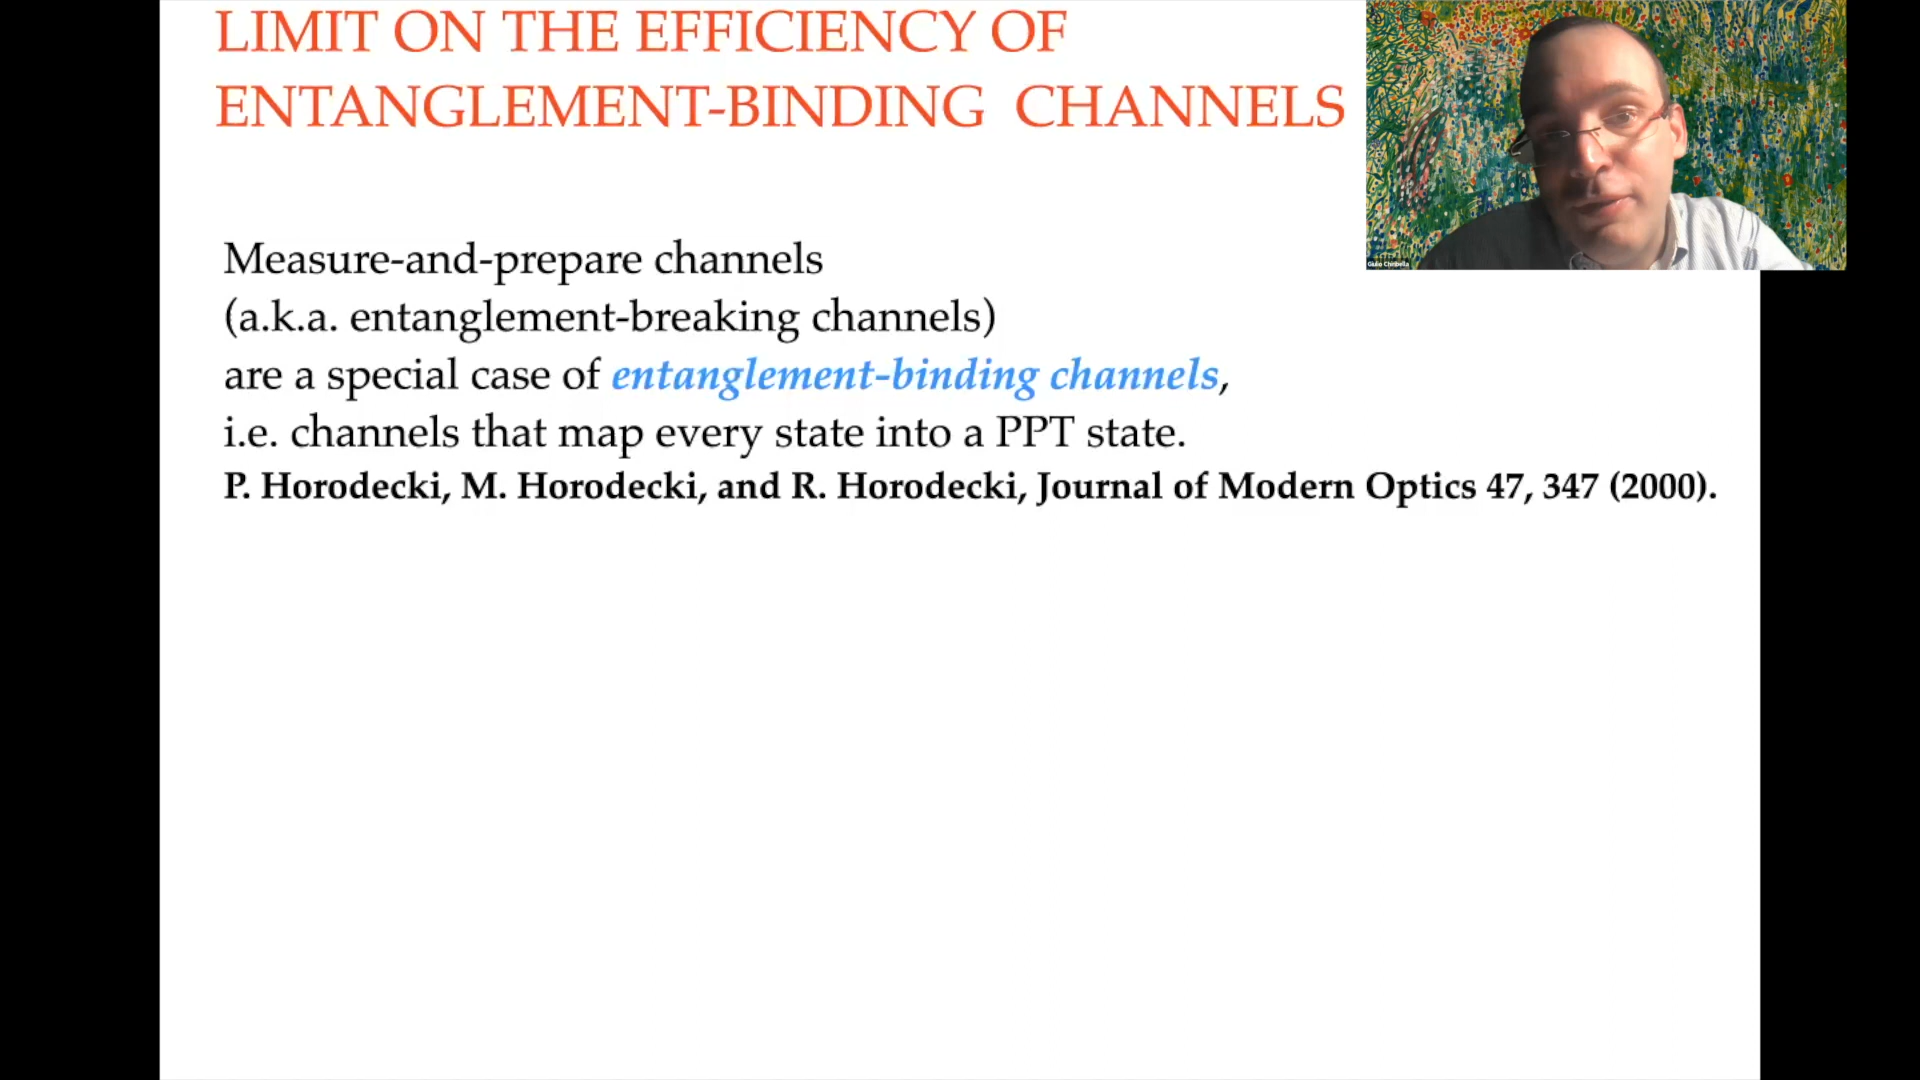 LIMIT ON THE EFFICIENCY OF
ENTANGLEMENT-BINDING CHANNELS
Measure-and-prepare channels
(a.k.a. entanglement-breaking channels)
are a special case of entanglement-binding channels,
i.e. channels that map every state into a PPT state.
P. Horodecki, M. Horodecki, and R. Horodecki, Journal of Modern Optics 47, 347 (2000).
Giulio Chiribella